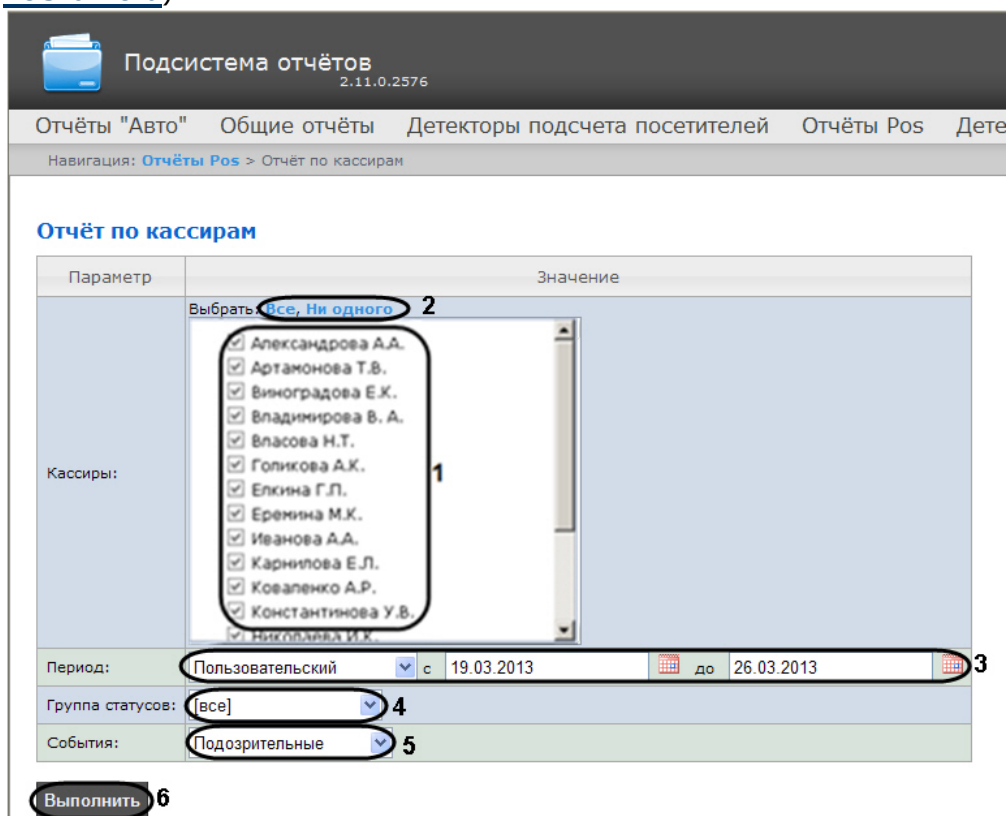 Подсистема отчётов
2.11.0.2576
Отчёты "Авто" Общие отчёты Детекторы подсчета посетителей Отчёты Pos Дете
Навигация: Отчёты Pos > Отчёт по кассирам
Отчёт по кассирам
Параметр Значение
Выбрать: Все, Ни одного 2
Александрова А.А.
Артамонова Т.В.
Виноградова Е.К.
Владимирова В. А.
Власова Н.Т.
Кассиры: Голикова А.К. 1
Елкина Г.П.
Еремина М.К.
Иванова А.А.
Карнилова Е.Л.
Коваленко А.Р.
Константинова У.В.
Николаева И.К.
Период: Пользовательский с 19.03.2013 до 26.03.2013 3
Группа статусов: [все] 4
События: Подозрительные 5
Выполнить 6